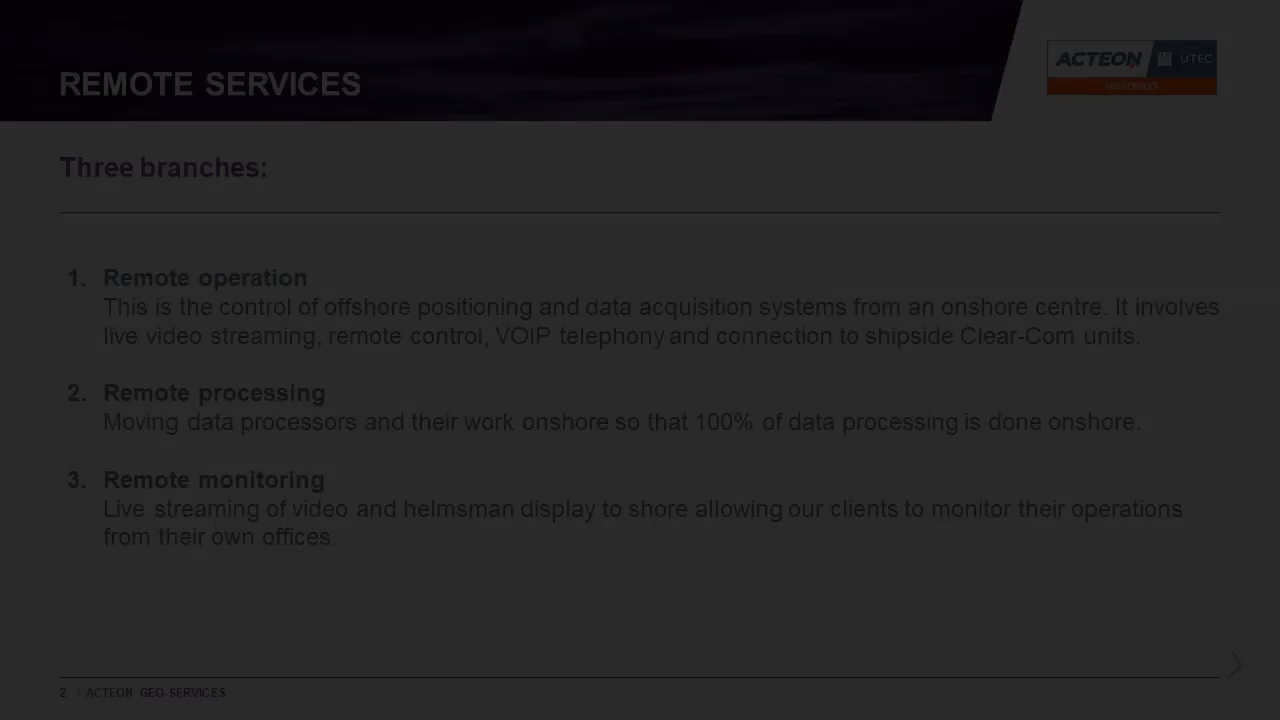 REMOTE SERVICES
ACTEON UTEC
GEO-SERVICES
Three branches:
1. Remote operation
This is the control of offshore positioning and data acquisition systems from an onshore centre. It involves
live video streaming, remote control, VOIP telephony and connection to shipside Clear-Com units.
2. Remote processing
Moving data processors and their work onshore so that 100% of data processing is done onshore.
3. Remote monitoring
Live streaming of video and helmsman display to shore allowing our clients to monitor their operations
from their own offices.
2 / ACTEON GEO-SERVICES